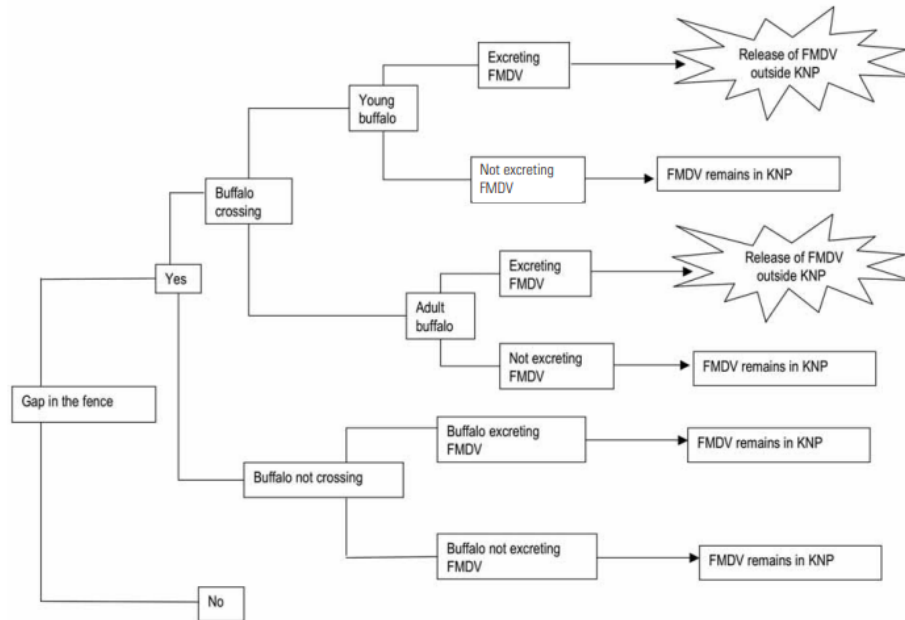 Excreting
FMDV
Release of FMDV
outside KNP
Young
buffalo
Not excreting
FMDV
FMDV remains in KNP
Buffalo
crossing
Excreting
FMDV
Release of FMDV
outside KNP
Yes
Adult
buffalo
Not excreting
FMDV
FMDV remains in KNP
Gap in the fence
Buffalo excreting
FMDV
FMDV remains in KNP
Buffalo not crossing
Buffalo not excreting
FMDV
FMDV remains in KNP
No